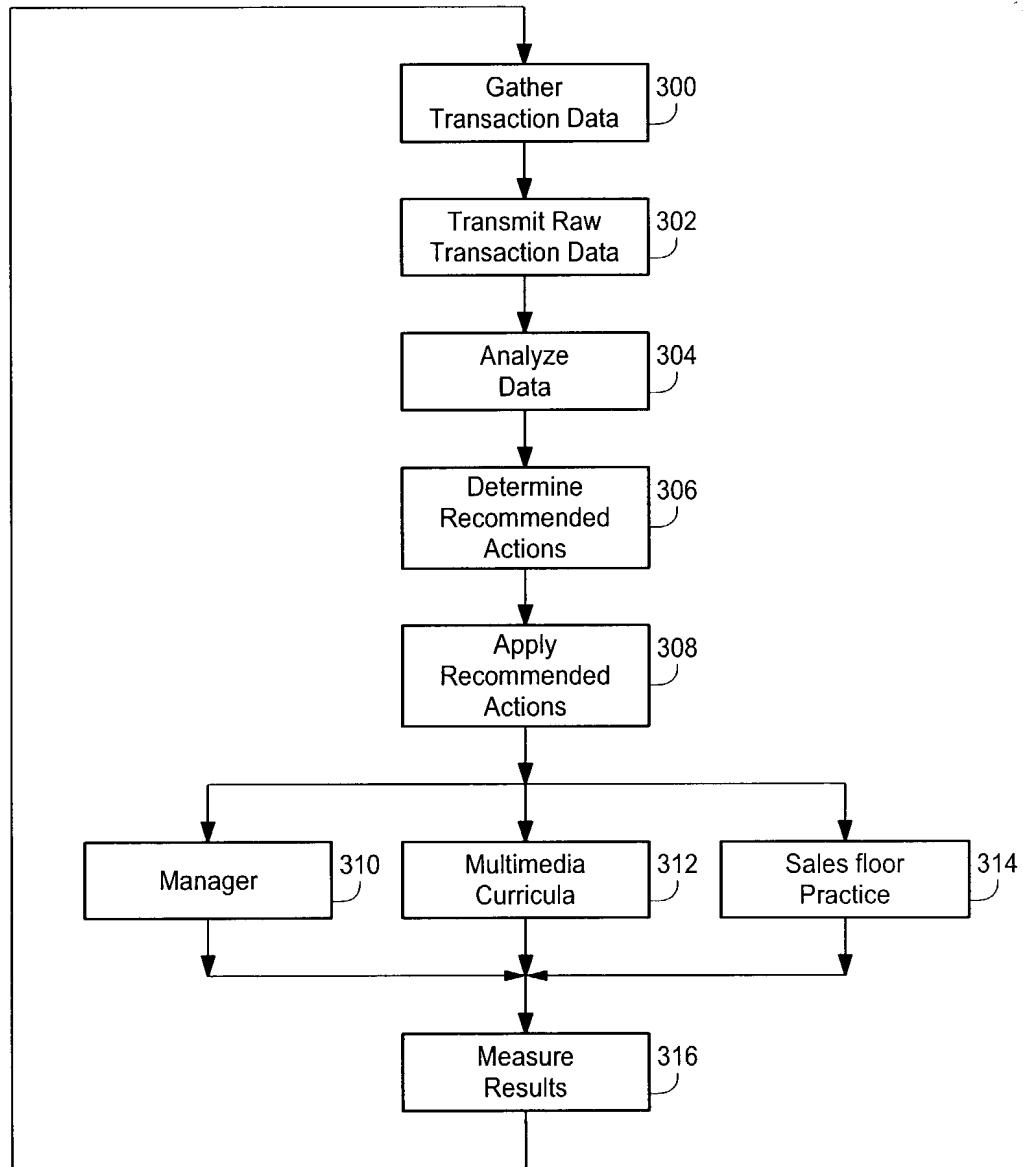 Gather
Transaction Data
300
Transmit Raw
Transaction Data
302
Analyze
Data
304
Determine
Recommended
Actions
306
Apply
Recommended
Actions
308
Manager
310
Multimedia
Curricula
312
Sales floor
Practice
314
Measure
Results
316